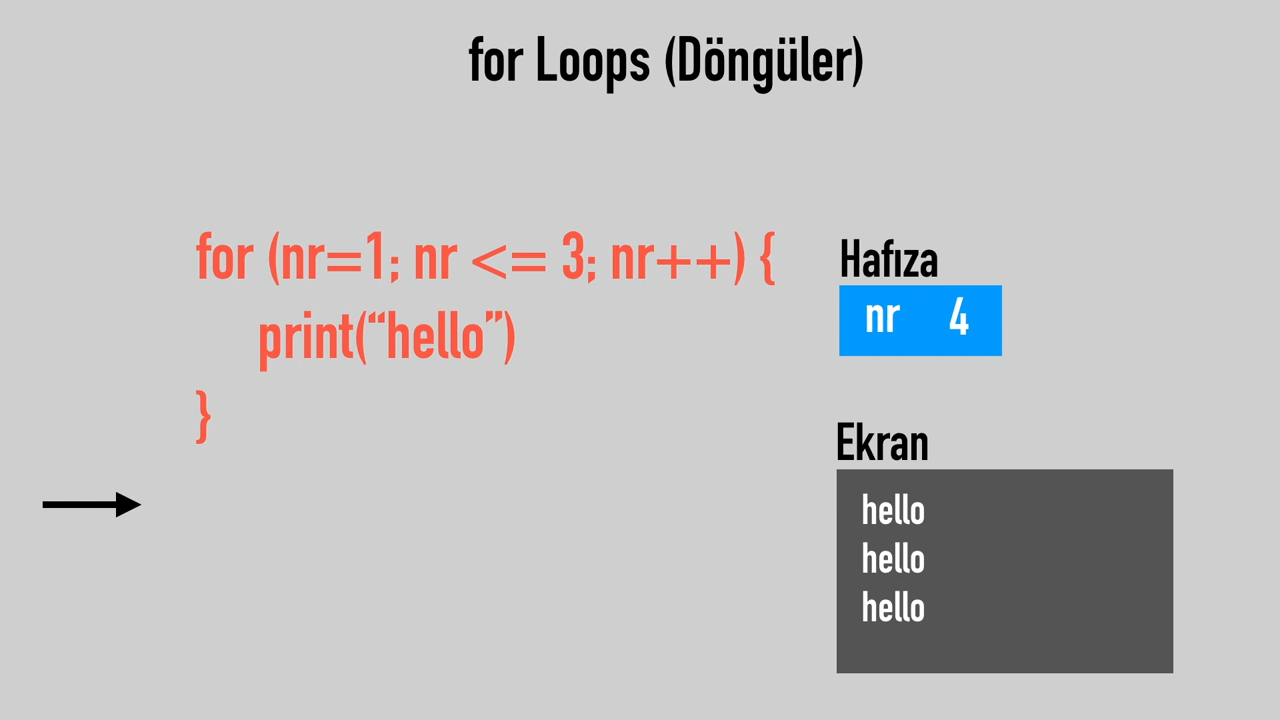 for Loops (Döngüler)
for (nr=1; nr <= 3; nr++) {
print(“hello”)
}
Hafıza
nr 4
Ekran
hello
hello
hello